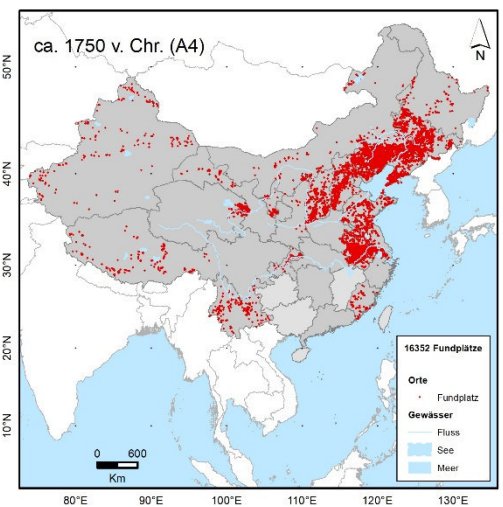 ca. 1750 v. Chr. (A4)
N
50°N
40°N
30°N
20°N
10°N
16352 Fundplätze
Orte
Fundplatz
Gewässer
Fluss
See
Meer
0 600
Km
80°E 90°E 100°E 110°E 120°E 130°E